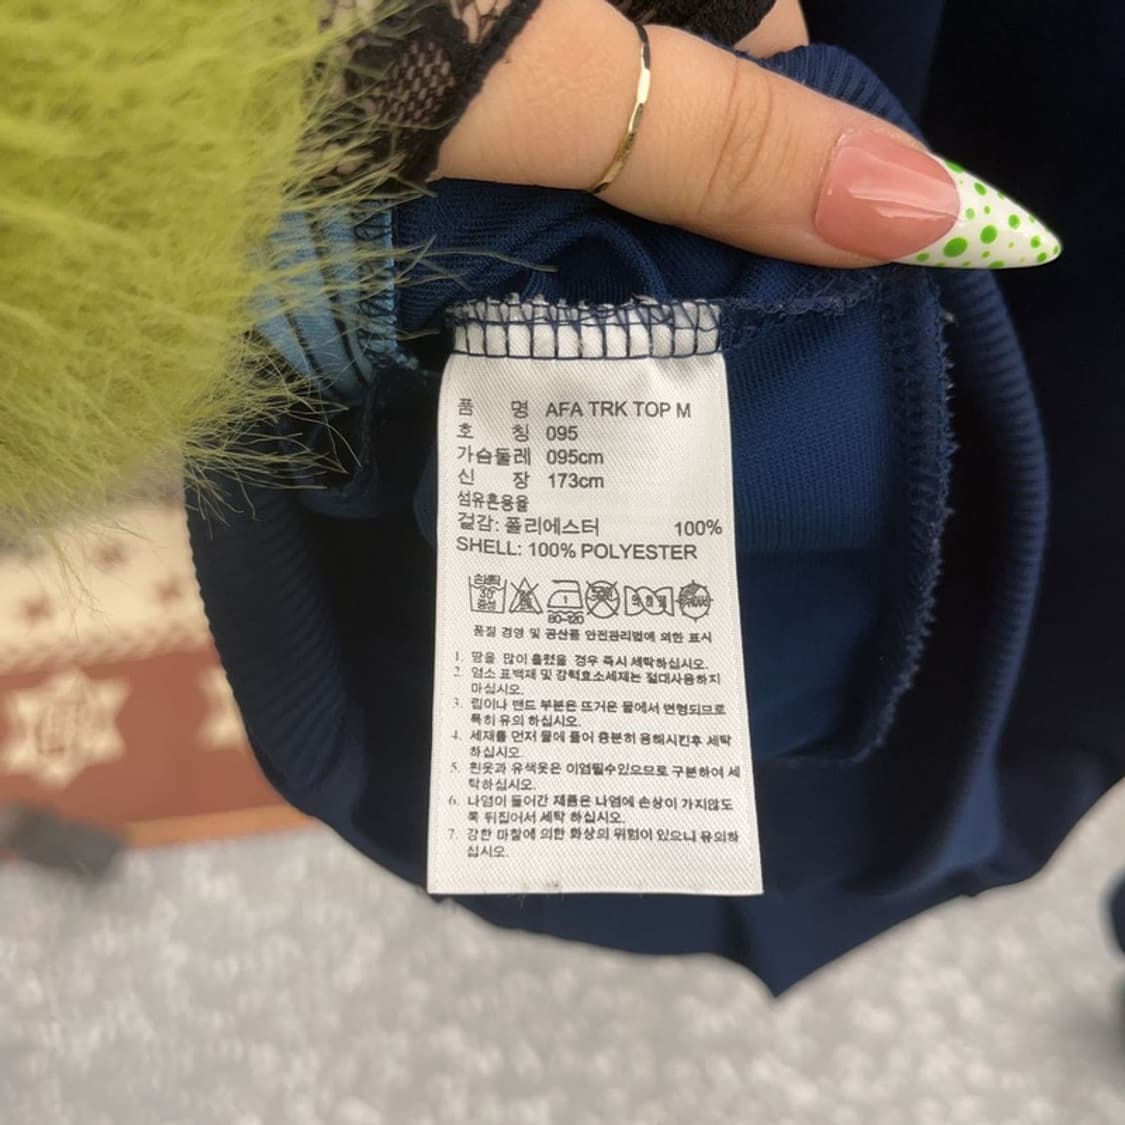 품 명 AFA TRK TOP M
호 칭 095
가슴둘레 095cm
신 장 173cm
섬유혼용율
겉감: 폴리에스터 100%
SHELL: 100% POLYESTER
30°
중성
1
80~120
품질 경영 및 공산품 안전관리법에 의한 표시
1. 땀을 많이 흘렸을 경우 즉시 세탁하십시오.
2. 염소 표백제 및 강력효소세제는 절대사용하지
마십시오.
3. 립이나 밴드 부분은 뜨거운 물에서 변형되므로
특히 유의 하십시오.
4. 세제를 먼저 물에 풀어 충분히 용해시킨후 세탁
하십시오.
5. 흰옷과 유색옷은 이염될수있으므로 구분하여 세
탁하십시오.
6. 나염이 들어간 제품은 나염에 손상이 가지않도
록 뒤집어서 세탁 하십시오.
7. 강한 마찰에 의한 화상의 위험이 있으니 유의하
십시오.